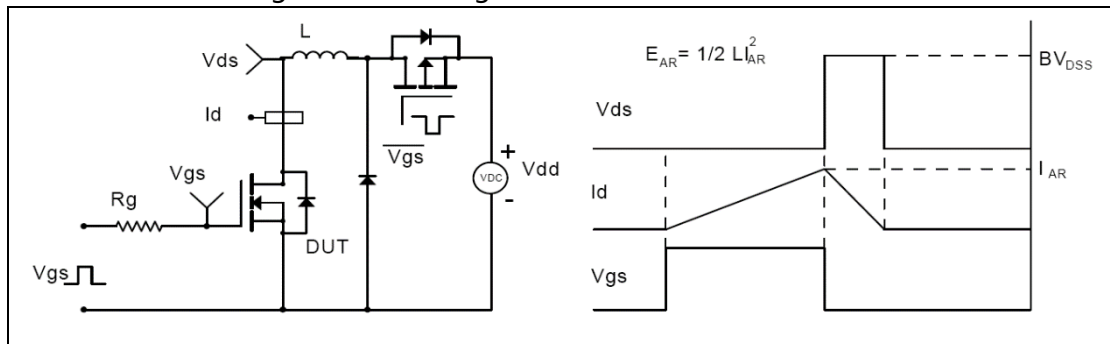 L
Vds
Id
Vgs
Rg
DUT
Vgs
Vgs
+
VDC
-
Vdd
E_AR = 1/2 LI²_AR
BV_DSS
Vds
I_AR
Id
Vgs